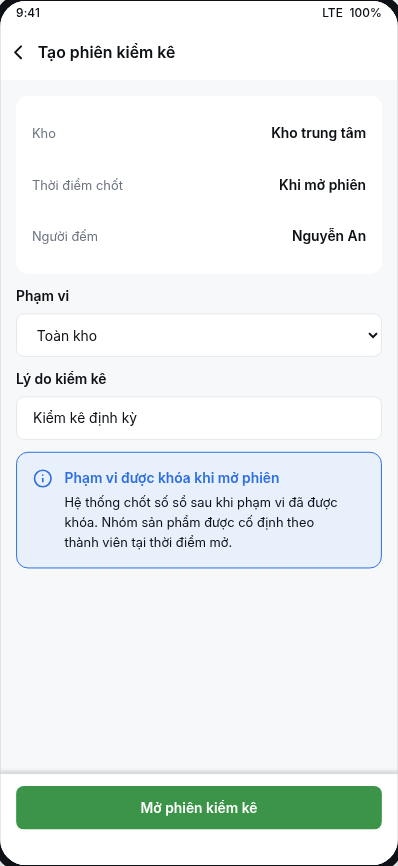 9:41
LTE 100%
Tạo phiên kiểm kê
Kho
Kho trung tâm
Thời điểm chốt
Khi mở phiên
Người đếm
Nguyễn An
Phạm vi
Toàn kho
Lý do kiểm kê
Kiểm kê định kỳ
Phạm vi được khóa khi mở phiên
Hệ thống chốt số sổ sau khi phạm vi đã được
khóa. Nhóm sản phẩm được cố định theo
thành viên tại thời điểm mở.
Mở phiên kiểm kê